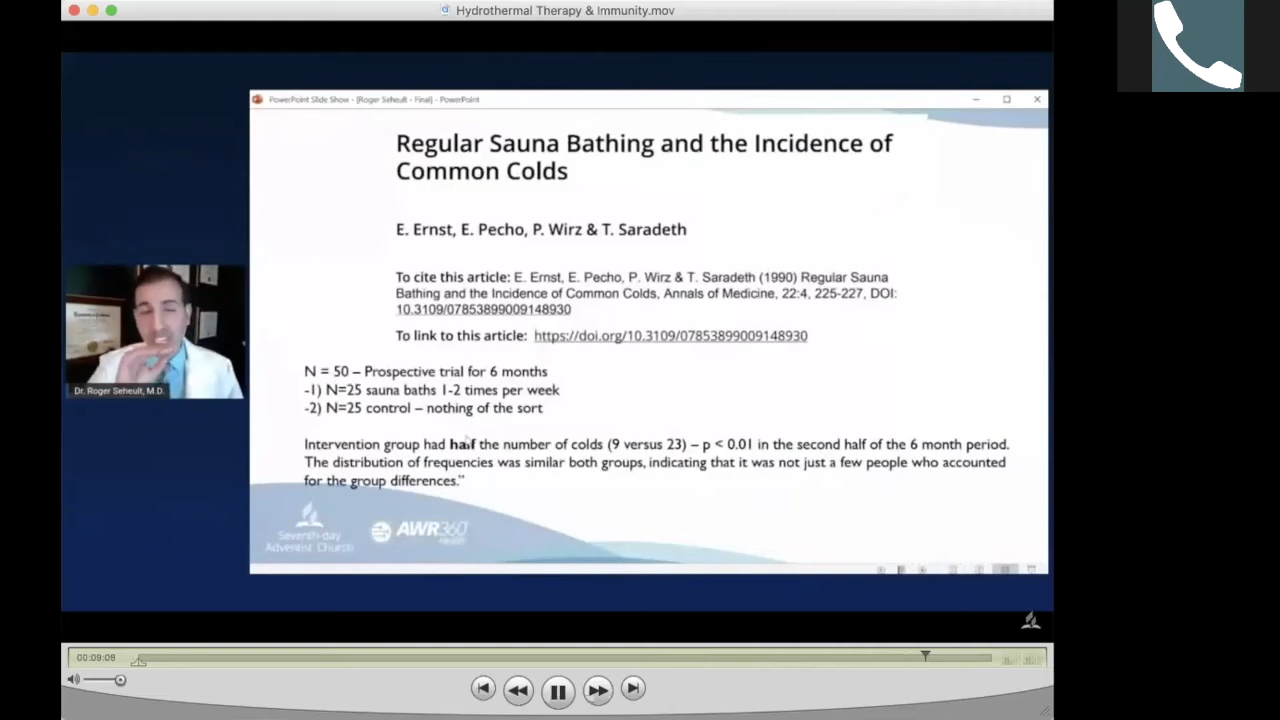 Hydrothermal Therapy & Immunity.mov
PowerPoint Slide Show - [Roger Seheult - Final] - PowerPoint
Regular Sauna Bathing and the Incidence of
Common Colds
E. Ernst, E. Pecho, P. Wirz & T. Saradeth
To cite this article: E. Ernst, E. Pecho, P. Wirz & T. Saradeth (1990) Regular Sauna
Bathing and the Incidence of Common Colds, Annals of Medicine, 22:4, 225-227, DOI:
10.3109/07853899009148930
To link to this article: https://doi.org/10.3109/07853899009148930
N = 50 – Prospective trial for 6 months
-1) N=25 sauna baths 1-2 times per week
-2) N=25 control – nothing of the sort
Dr. Roger Seheult, M.D.
Intervention group had half the number of colds (9 versus 23) – p < 0.01 in the second half of the 6 month period.
The distribution of frequencies was similar both groups, indicating that it was not just a few people who accounted
for the group differences.”
Seventh-day
Adventist Church
AWR360°
Health
00:09:08